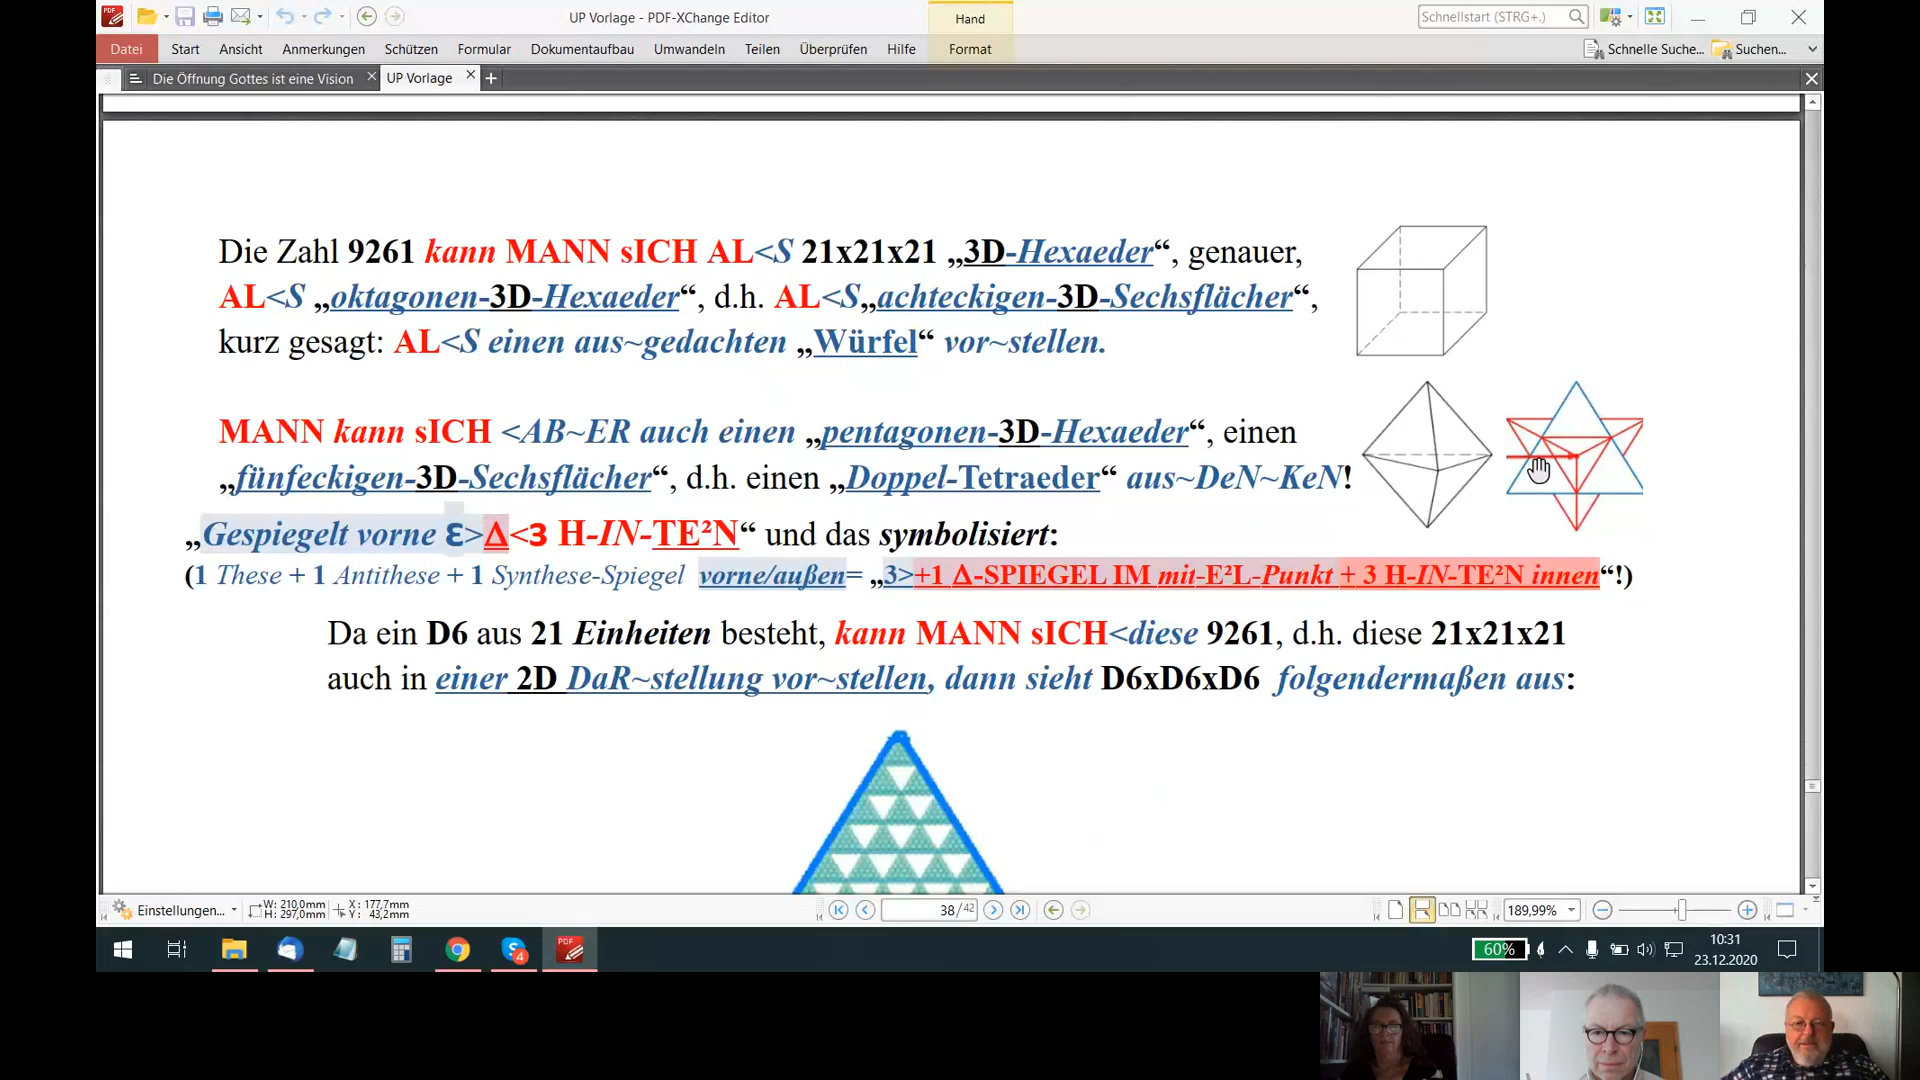 UP Vorlage - PDF-XChange Editor
Hand
Schnellstart (STRG+.)
Datei Start Ansicht Anmerkungen Schützen Formular Dokumentaufbau Umwandeln Teilen Überprüfen Hilfe Format
Schnelle Suche... Suchen...
Die Öffnung Gottes ist eine Vision UP Vorlage
Die Zahl 9261 kann MANN sICH AL<S 21x21x21 „3D-Hexaeder“, genauer,
AL<S „oktagonen-3D-Hexaeder“, d.h. AL<S„achteckigen-3D-Sechsflächer“,
kurz gesagt: AL<S einen aus~gedachten „Würfel“ vor~stellen.
MANN kann sICH <AB~ER auch einen „pentagonen-3D-Hexaeder“, einen
„fünfeckigen-3D-Sechsflächer“, d.h. einen „Doppel-Tetraeder“ aus~DeN~KeN!
„Gespiegelt vorne Ɛ>Δ<3 H-IN-TE²N“ und das symbolisiert:
(1 These + 1 Antithese + 1 Synthese-Spiegel vorne/außen= „3>+1 Δ-SPIEGEL IM mit-E²L-Punkt + 3 H-IN-TE²N innen“!)
Da ein D6 aus 21 Einheiten besteht, kann MANN sICH<diese 9261, d.h. diese 21x21x21
auch in einer 2D DaR~stellung vor~stellen, dann sieht D6xD6xD6 folgendermaßen aus:
Einstellungen... W: 210,0mm X: 177,7mm
H: 297,0mm Y: 43,2mm
38 / 42
189,99%
PDF
4
60%
10:31
23.12.2020